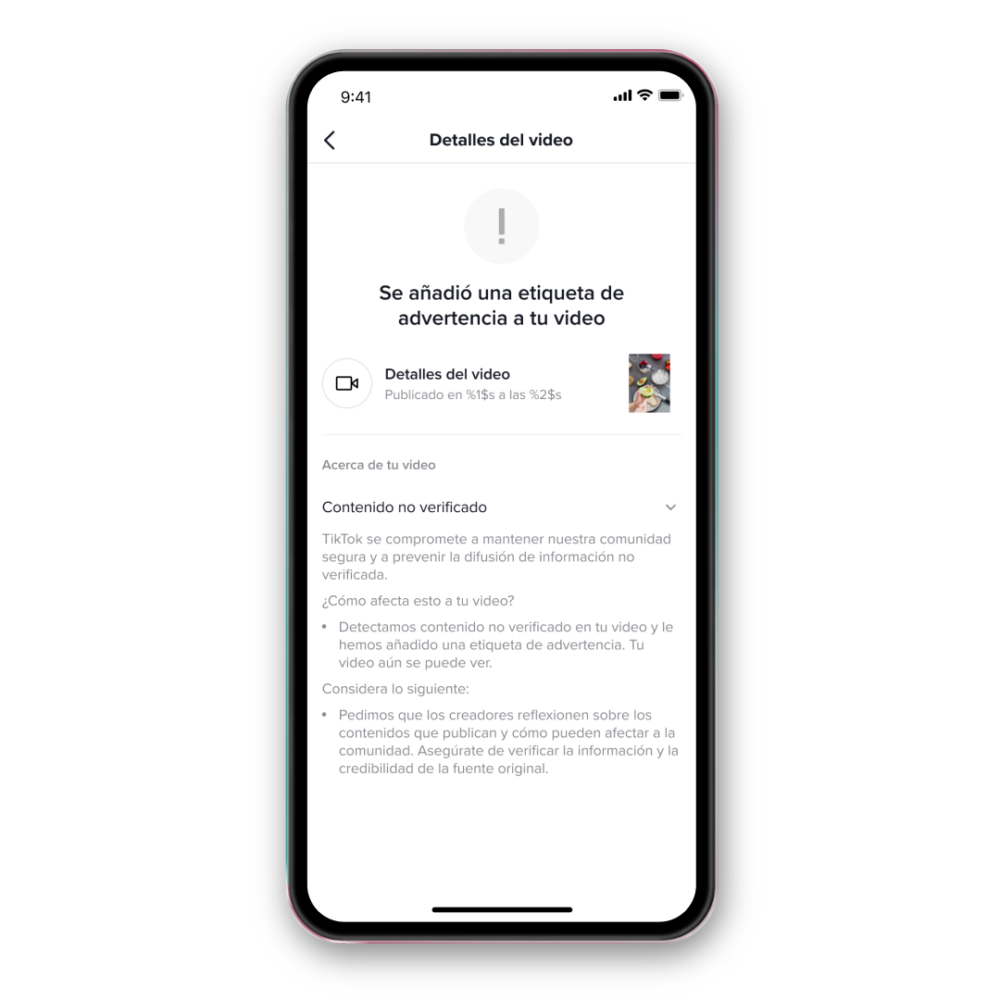 9:41
Detalles del video
Se añadió una etiqueta de
advertencia a tu video
Detalles del video
Publicado en %1$s a las %2$s
Acerca de tu video
Contenido no verificado
TikTok se compromete a mantener nuestra comunidad
segura y a prevenir la difusión de información no
verificada.
¿Cómo afecta esto a tu video?
• Detectamos contenido no verificado en tu video y le
hemos añadido una etiqueta de advertencia. Tu
video aún se puede ver.
Considera lo siguiente:
• Pedimos que los creadores reflexionen sobre los
contenidos que publican y cómo pueden afectar a la
comunidad. Asegúrate de verificar la información y la
credibilidad de la fuente original.